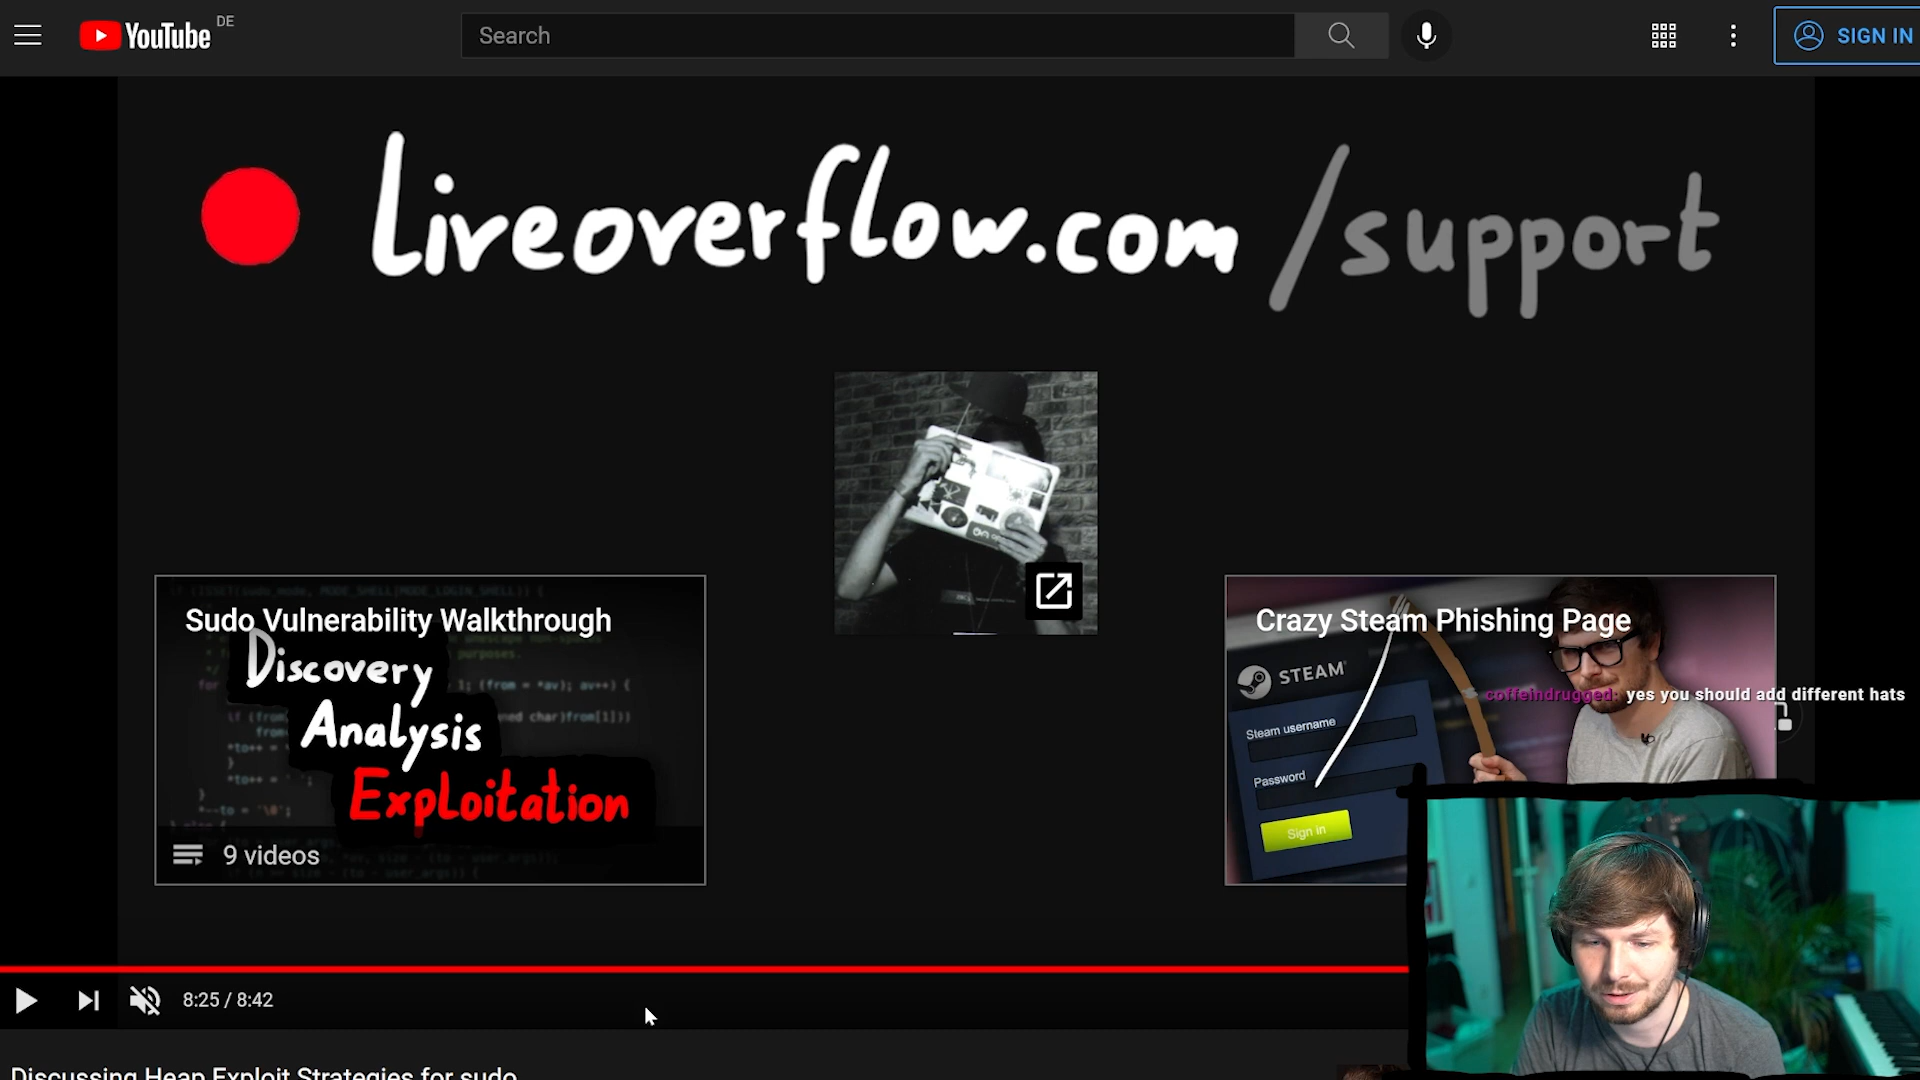 YouTube DE
Search
SIGN IN
liveoverflow.com/support
Sudo Vulnerability Walkthrough
Discovery
Analysis
Exploitation
9 videos
Crazy Steam Phishing Page
STEAM
Steam username
Password
Sign in
coffeindrugged: yes you should add different hats
8:25 / 8:42
Discussing Heap Exploit Strategies for sudo